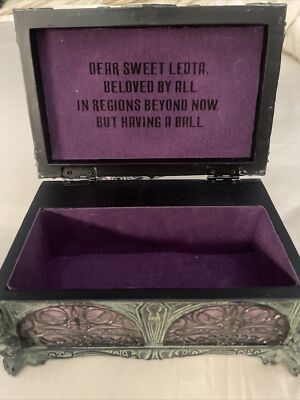 DEAR SWEET LEOTA,
BELOVED BY ALL
IN REGIONS BEYOND NOW,
BUT HAVING A BALL